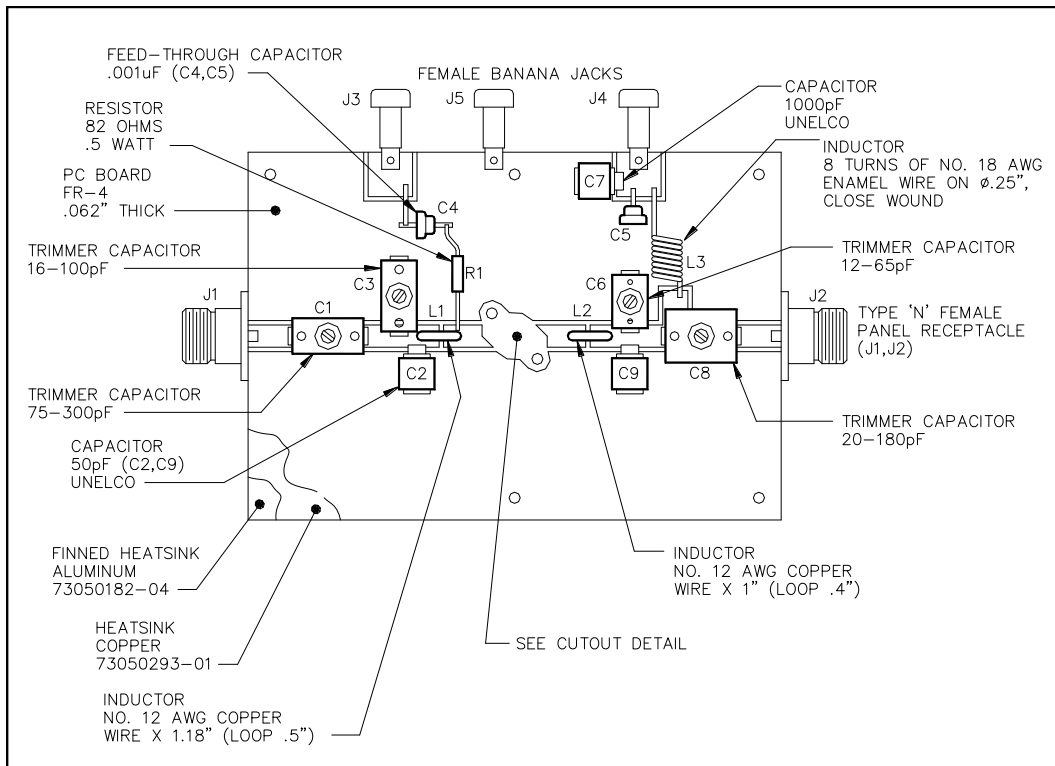 FEED-THROUGH CAPACITOR
.001uF (C4,C5)
FEMALE BANANA JACKS
J3
J5
J4
CAPACITOR
1000pF
UNELCO
RESISTOR
82 OHMS
.5 WATT
INDUCTOR
8 TURNS OF NO. 18 AWG
ENAMEL WIRE ON ø.25",
CLOSE WOUND
PC BOARD
FR-4
.062" THICK
C7
C4
C5
TRIMMER CAPACITOR
16-100pF
TRIMMER CAPACITOR
12-65pF
C3
R1
C6
L3
J1
C1
L1
L2
J2
TYPE 'N' FEMALE
PANEL RECEPTACLE
(J1,J2)
C2
C9
C8
TRIMMER CAPACITOR
75-300pF
TRIMMER CAPACITOR
20-180pF
CAPACITOR
50pF (C2,C9)
UNELCO
FINNED HEATSINK
ALUMINUM
73050182-04
INDUCTOR
NO. 12 AWG COPPER
WIRE X 1" (LOOP .4")
HEATSINK
COPPER
73050293-01
SEE CUTOUT DETAIL
INDUCTOR
NO. 12 AWG COPPER
WIRE X 1.18" (LOOP .5")